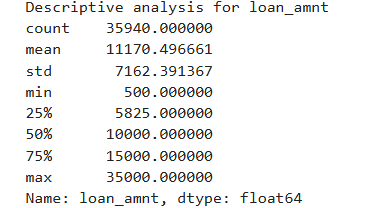 Descriptive analysis for loan_amnt
count    35940.000000
mean     11170.496661
std       7162.391367
min        500.000000
25%       5825.000000
50%      10000.000000
75%      15000.000000
max      35000.000000
Name: loan_amnt, dtype: float64